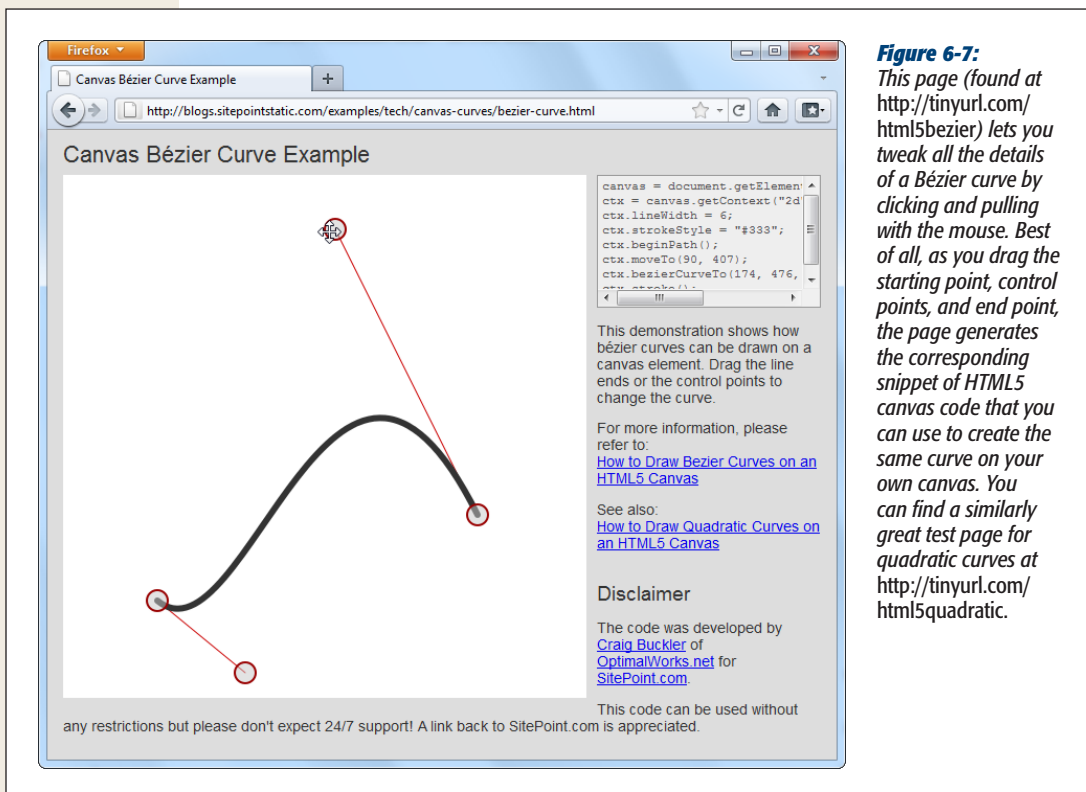 Firefox
Canvas Bézier Curve Example
http://blogs.sitepointstatic.com/examples/tech/canvas-curves/bezier-curve.html
Canvas Bézier Curve Example
canvas = document.getElemen
ctx = canvas.getContext("2d"
ctx.lineWidth = 6;
ctx.strokeStyle = "#333";
ctx.beginPath();
ctx.moveTo(90, 407);
ctx.bezierCurveTo(174, 476,
ctx.stroke();
This demonstration shows how
bézier curves can be drawn on a
canvas element. Drag the line
ends or the control points to
change the curve.
For more information, please
refer to:
How to Draw Bezier Curves on an
HTML5 Canvas
See also:
How to Draw Quadratic Curves on
an HTML5 Canvas
Disclaimer
The code was developed by
Craig Buckler of
OptimalWorks.net for
SitePoint.com.
This code can be used without
any restrictions but please don't expect 24/7 support! A link back to SitePoint.com is appreciated.
Figure 6-7:
This page (found at
http://tinyurl.com/
html5bezier) lets you
tweak all the details
of a Bézier curve by
clicking and pulling
with the mouse. Best
of all, as you drag the
starting point, control
points, and end point,
the page generates
the corresponding
snippet of HTML5
canvas code that you
can use to create the
same curve on your
own canvas. You
can find a similarly
great test page for
quadratic curves at
http://tinyurl.com/
html5quadratic.